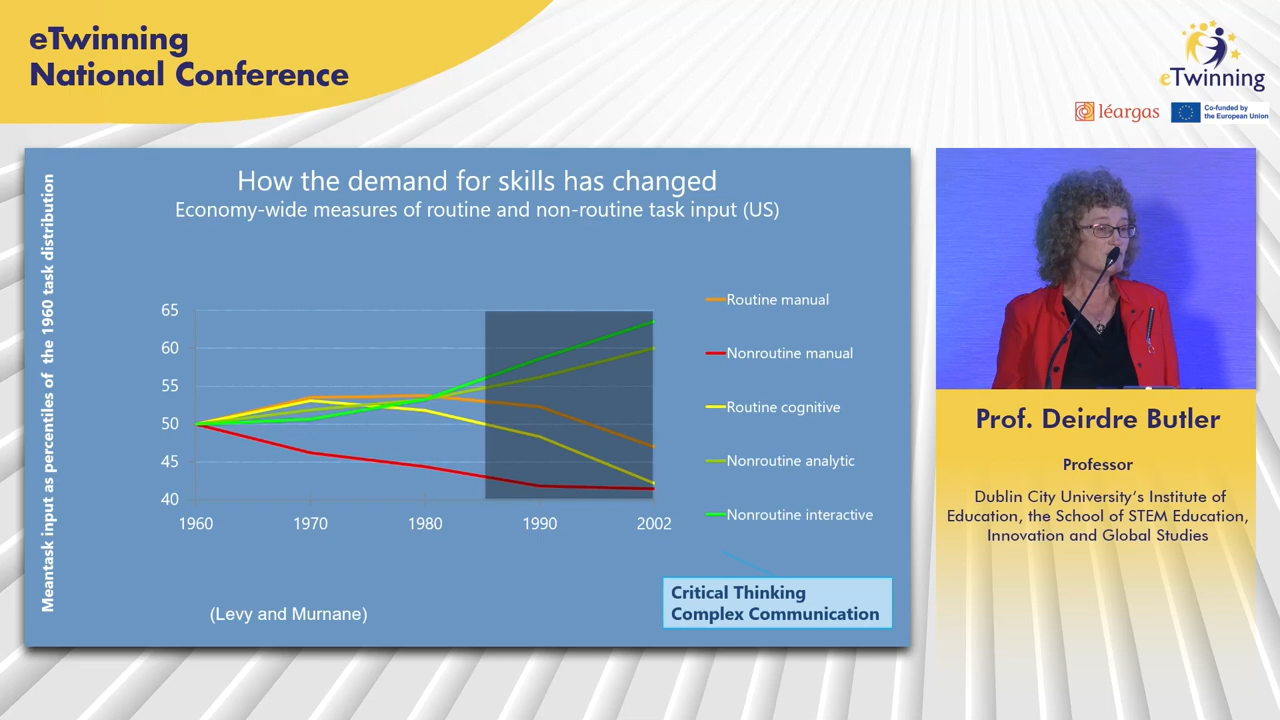 eTwinning
National Conference
eTwinning
léargas
Co-funded by
the European Union
How the demand for skills has changed
Economy-wide measures of routine and non-routine task input (US)
Meantask input as percentiles of the 1960 task distribution
65
60
55
50
45
40
1960 1970 1980 1990 2002
Routine manual
Nonroutine manual
Routine cognitive
Nonroutine analytic
Nonroutine interactive
Critical Thinking
Complex Communication
(Levy and Murnane)
Prof. Deirdre Butler
Professor
Dublin City University’s Institute of
Education, the School of STEM Education,
Innovation and Global Studies